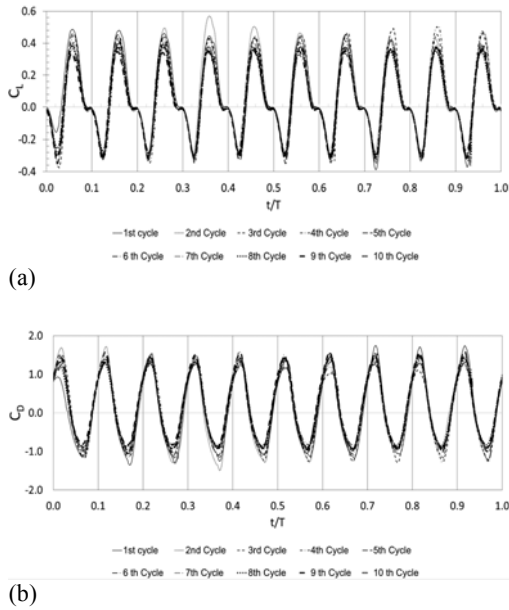 0.6
0.4
0.2
0.0
-0.2
-0.4
C_L
0.0 0.1 0.2 0.3 0.4 0.5 0.6 0.7 0.8 0.9 1.0
t/T
1st cycle 2nd Cycle 3rd Cycle 4th Cycle 5th Cycle
6 th Cycle 7th Cycle 8th Cycle 9 th Cycle 10 th Cycle
(a)
2.0
1.0
0.0
-1.0
-2.0
C_D
0.0 0.1 0.2 0.3 0.4 0.5 0.6 0.7 0.8 0.9 1.0
t/T
1st cycle 2nd Cycle 3rd Cycle 4th Cycle 5th Cycle
6 th Cycle 7th Cycle 8th Cycle 9 th Cycle 10 th Cycle
(b)